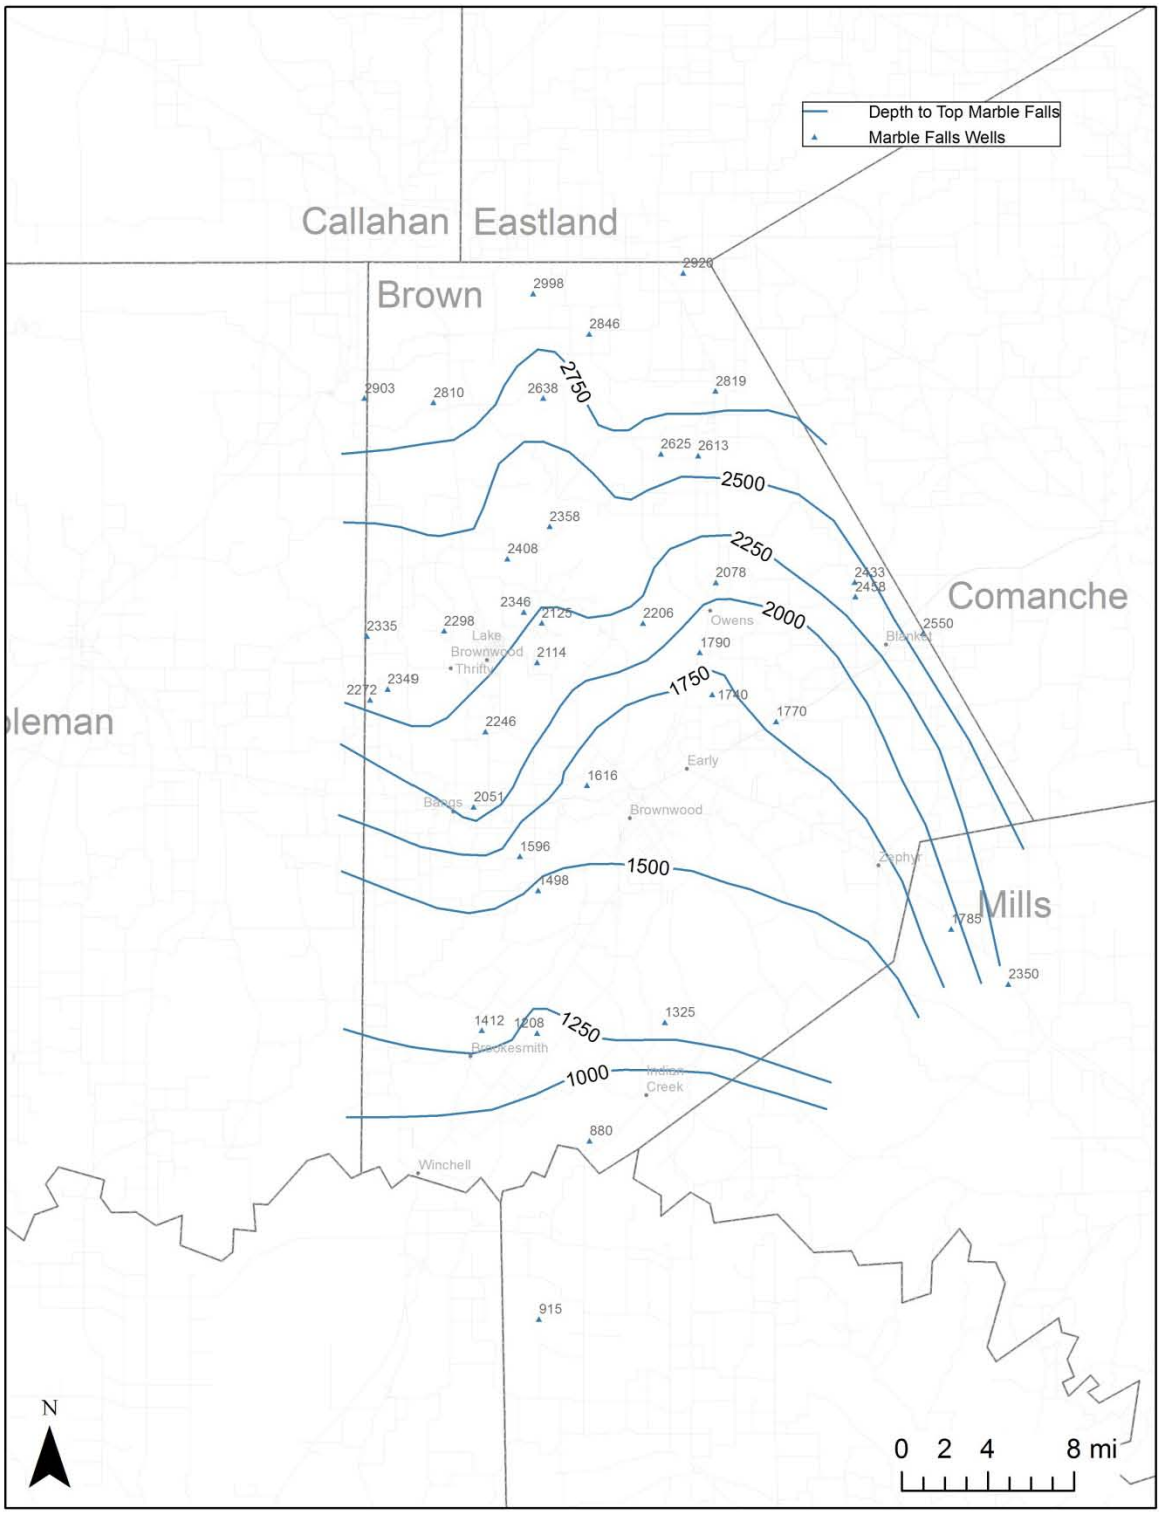 Depth to Top Marble Falls
Marble Falls Wells
Callahan
Eastland
2920
2998
Brown
2846
2750
2819
2903
2810
2638
2625
2613
2500
2358
2250
2408
2078
2433
2458
Comanche
2346
2125
2206
2000
Owens
2550
2335
2298
Lake
Brownwood
Blanket
1790
2114
Thrifty
2349
1750
2272
1740
1770
oleman
2246
Early
1616
2051
Bangs
Brownwood
1596
Zephyr
1500
1498
Mills
1785
2350
1412
1208
1250
1325
Brookesmith
1000
Indian
Creek
880
Winchell
915
N
0 2 4 8 mi